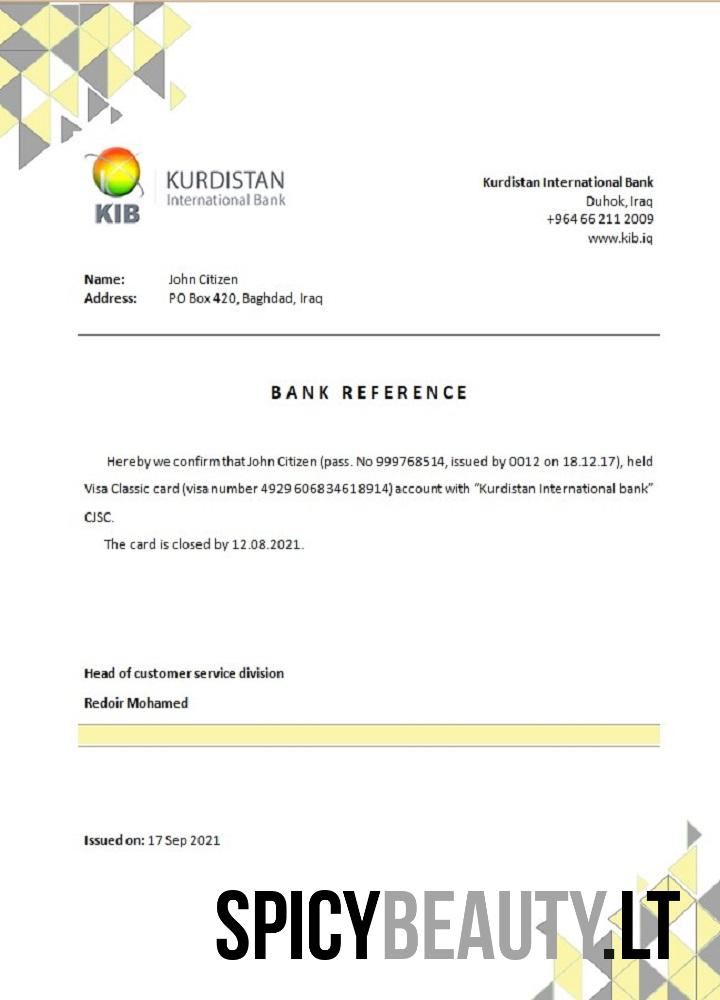 KIB
KURDISTAN
International Bank
Kurdistan International Bank
Duhok, Iraq
+964 66 211 2009
www.kib.iq
Name: John Citizen
Address: PO Box 420, Baghdad, Iraq
BANK REFERENCE
Hereby we confirm that John Citizen (pass. No 999768514, issued by 0012 on 18.12.17), held
Visa Classic card (visa number 4929 606834618914) account with “Kurdistan International bank”
CJSC.
The card is closed by 12.08.2021.
Head of customer service division
Redoir Mohamed
Issued on: 17 Sep 2021
SPICYBEAUTY.LT